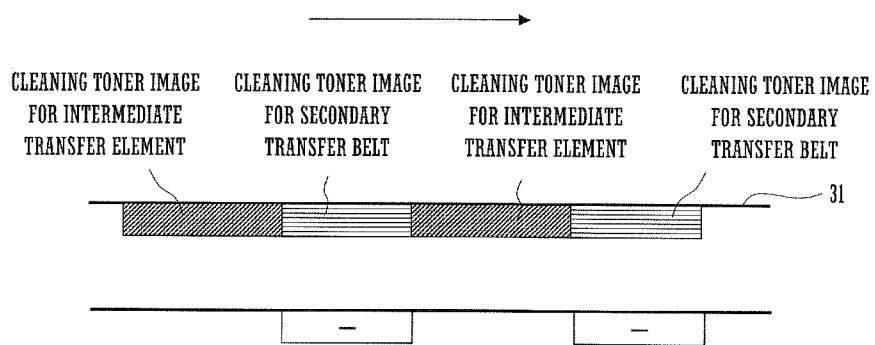 CLEANING TONER IMAGE
FOR INTERMEDIATE
TRANSFER ELEMENT
CLEANING TONER IMAGE
FOR SECONDARY
TRANSFER BELT
CLEANING TONER IMAGE
FOR INTERMEDIATE
TRANSFER ELEMENT
CLEANING TONER IMAGE
FOR SECONDARY
TRANSFER BELT
31
−
−